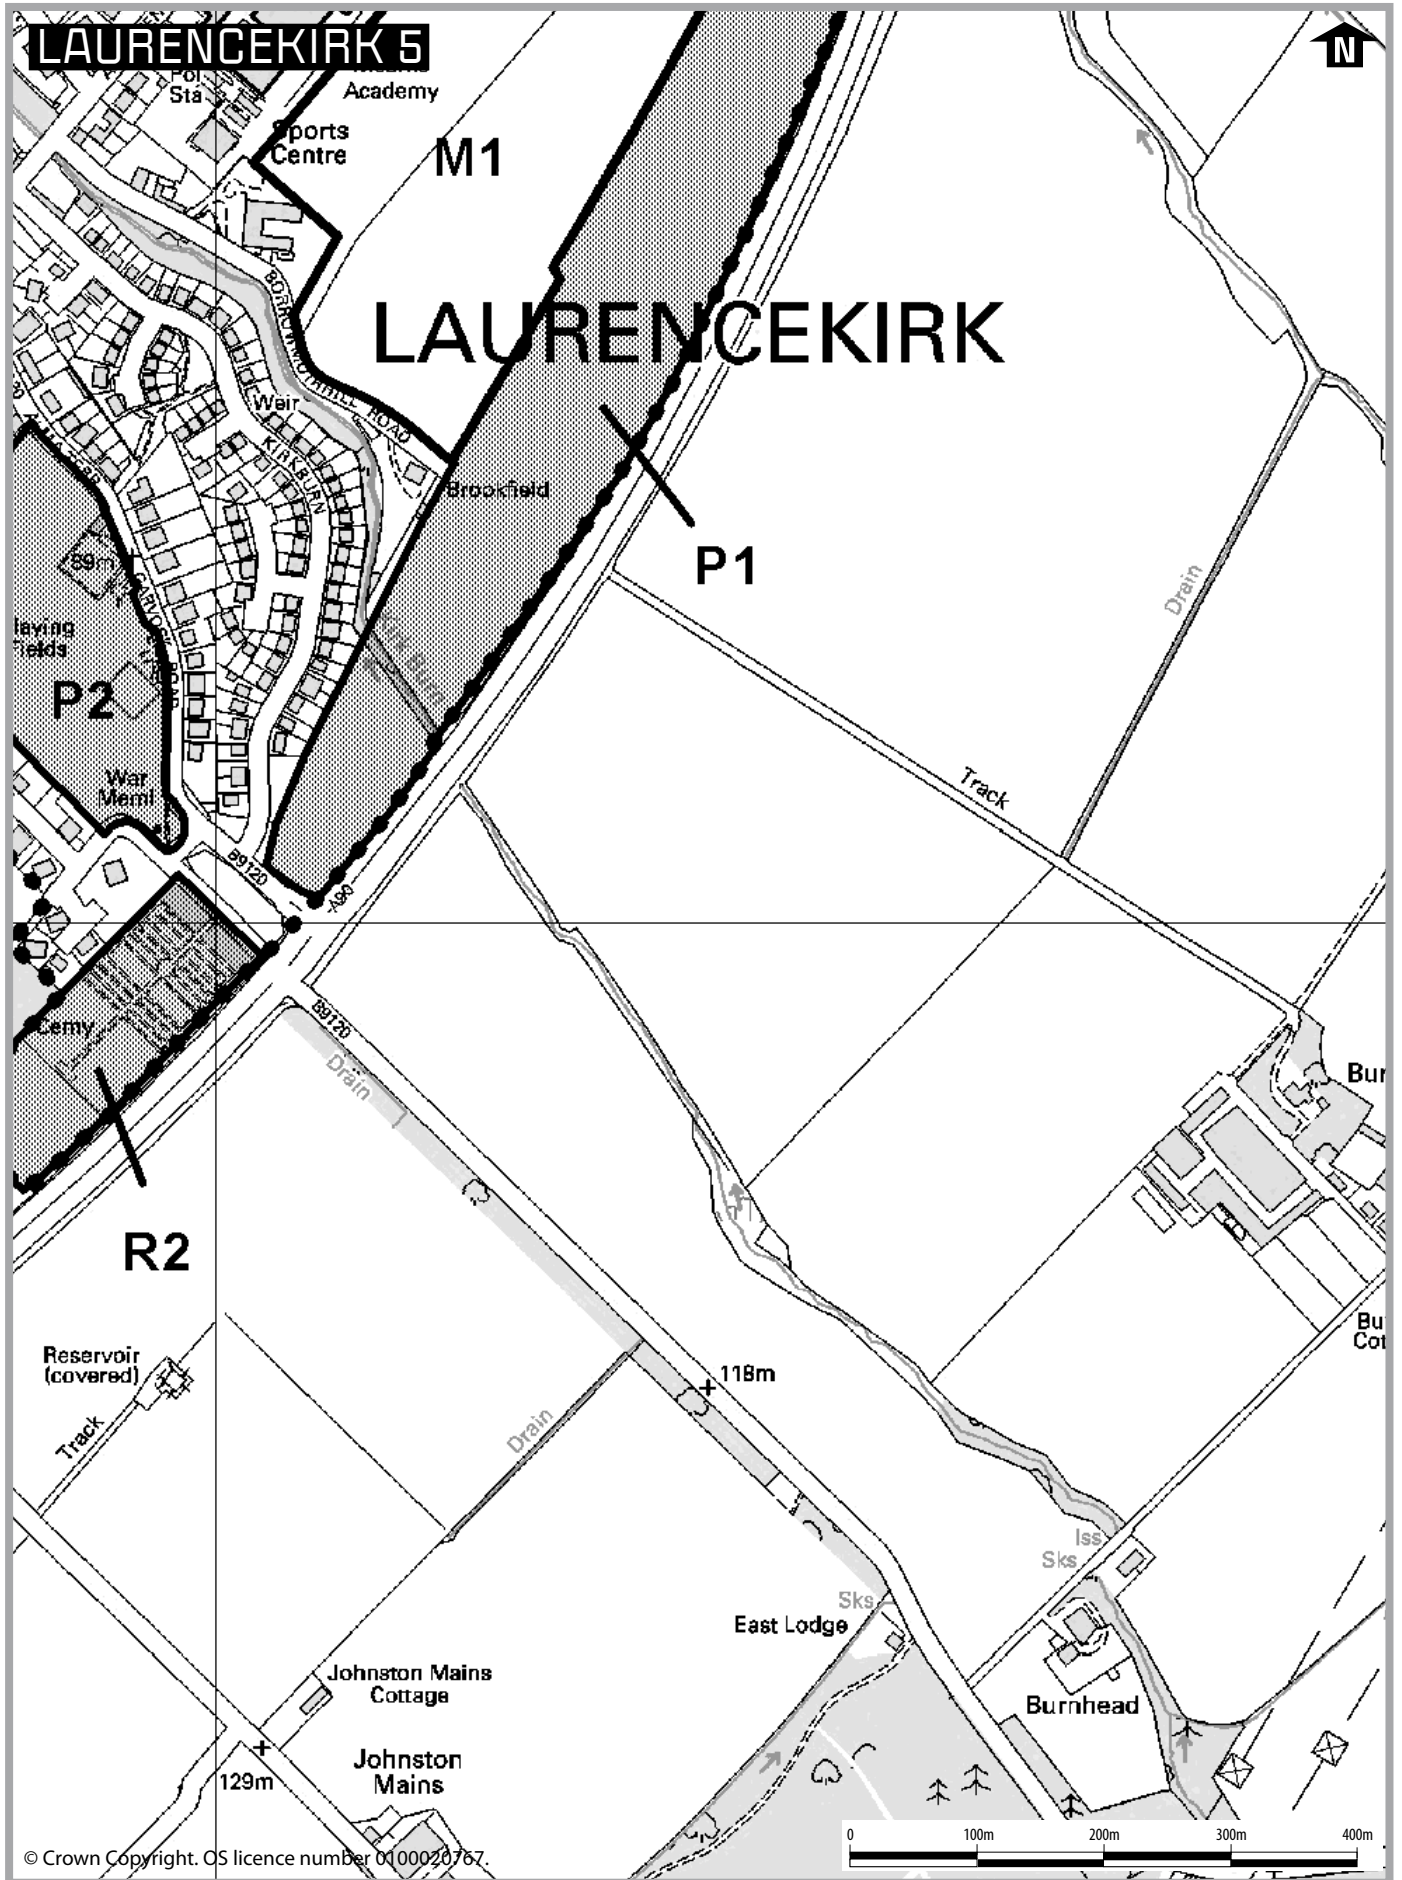 LAURENCEKIRK 5
N
Pol
Sta
Academy
Sports
Centre
M1
LAURENCEKIRK
BORROWMUIRHILL ROAD
Weir
KIRKBURN
Brookfield
P1
89m
GARVOCK
ROAD
Drain
laying
Fields
Kirk Burn
P2
War
Meml
Track
B9120
A90
Cemy
B9120
Drain
Bur
R2
Reservoir
(covered)
Track
118m
Bu
Cot
Drain
Iss
Sks
Sks
East Lodge
Johnston Mains
Cottage
Burnhead
Johnston
Mains
129m
0 100m 200m 300m 400m
© Crown Copyright. OS licence number 0100020767.